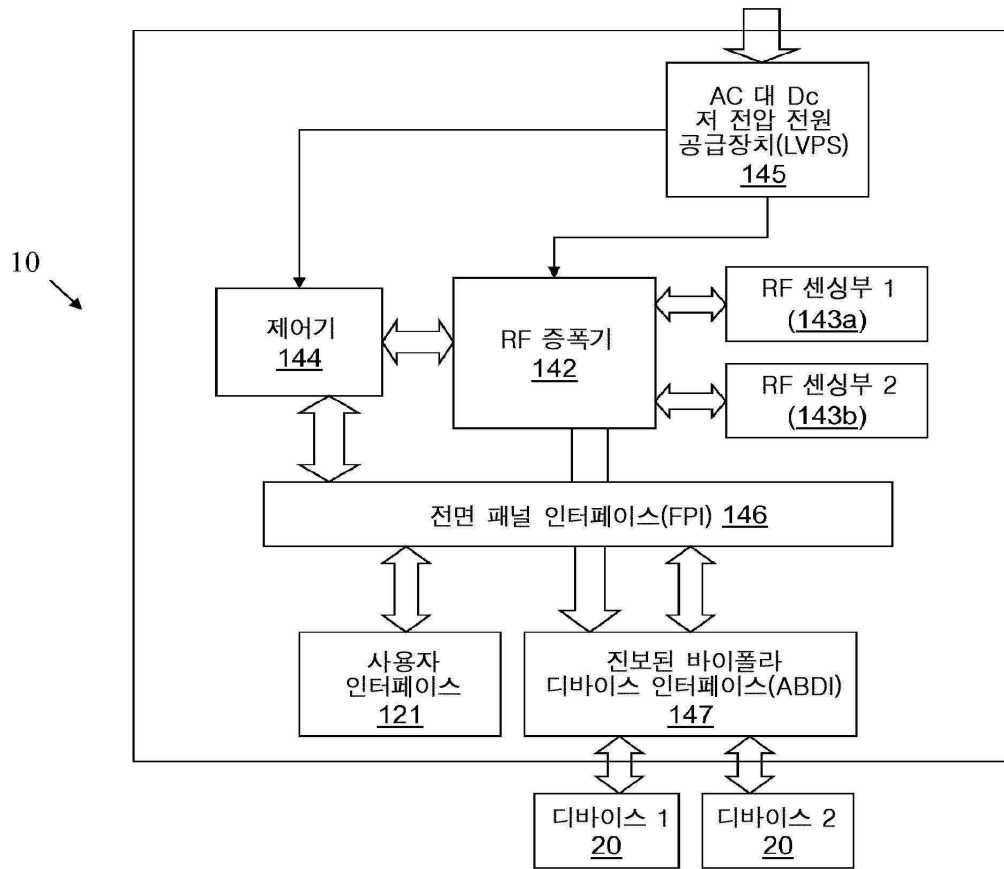 AC 대 Dc
저 전압 전원
공급장치(LVPS)
145
10
제어기
144
RF 증폭기
142
RF 센싱부 1
(143a)
RF 센싱부 2
(143b)
전면 패널 인터페이스(FPI) 146
사용자
인터페이스
121
진보된 바이폴라
디바이스 인터페이스(ABDI)
147
디바이스 1
20
디바이스 2
20